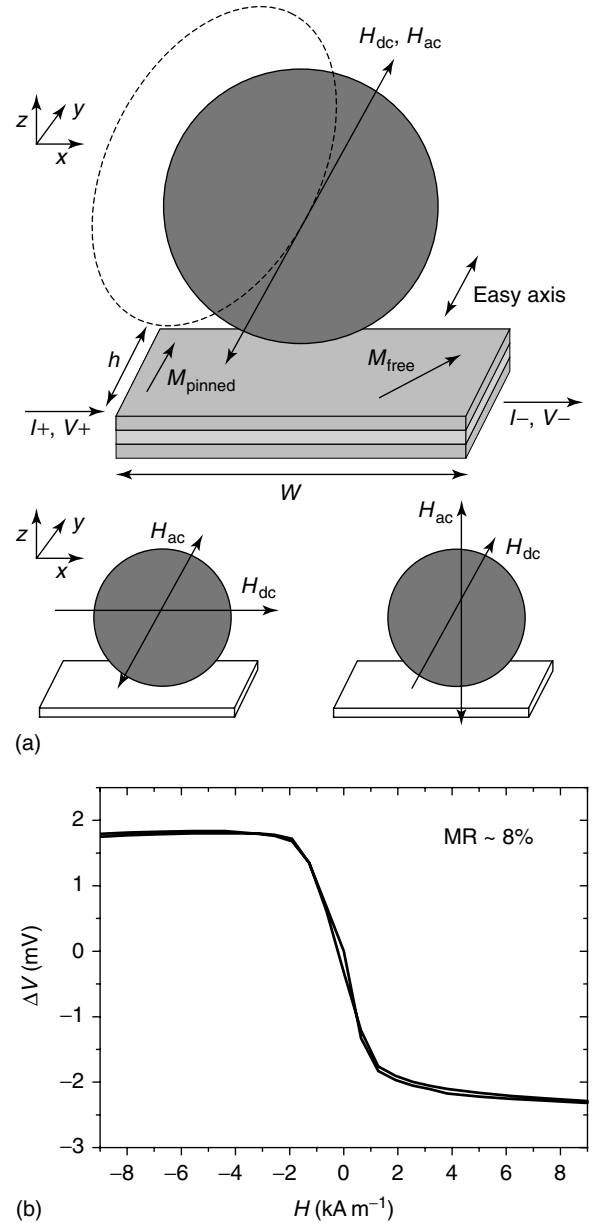 H_dc, H_ac
z
y
x
Easy axis
h
M_pinned
M_free
I+, V+
I−, V−
W
z
y
x
H_ac
H_dc
H_ac
H_dc
(a)
2
MR ~ 8%
1
0
−1
−2
−3
ΔV (mV)
−8 −6 −4 −2 0 2 4 6 8
(b)
H (kA m⁻¹)